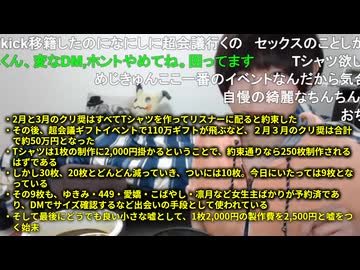 kick移籍したのになにしに超会議行くの　セックスのことしか
くん、変なDM,ホントやめてね。困ってます　Tシャツ欲し
めじきゅんここ一番のイベントなんだから気合
自慢の綺麗なちんちん
お
・2月と3月のクリ奨はすべてTシャツを作ってリスナーに配ると約束した
・その後、超会議ギフトイベントで110万ギフトが飛ぶなど、２月３月のクリ奨は合計で約50万円となった
・Tシャツは1枚の制作に2,000円掛かるということで、約束通りなら250枚制作されるはずである
・しかし30枚、20枚とどんどん減っていき、ついには10枚。今日にいたっては9枚となっている
・その9枚も、ゆきみ・449・愛嬌・こばやし・凛月など女生主ばかりが予約済であり、DMでサイズ確認するなど出会いの手段として使われている
・そして最後にどうでも良い小さな嘘として、1枚2,000円の製作費を2,500円と嘘をつく始末